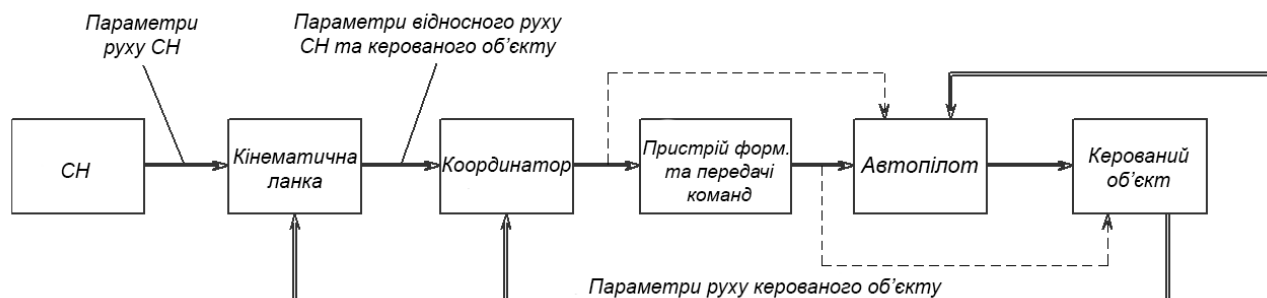 Параметри
руху СН
Параметри відносного руху
СН та керованого об’єкту
СН
Кінематична
ланка
Координатор
Пристрій форм.
та передачі
команд
Автопілот
Керований
об’єкт
Параметри руху керованого об’єкту